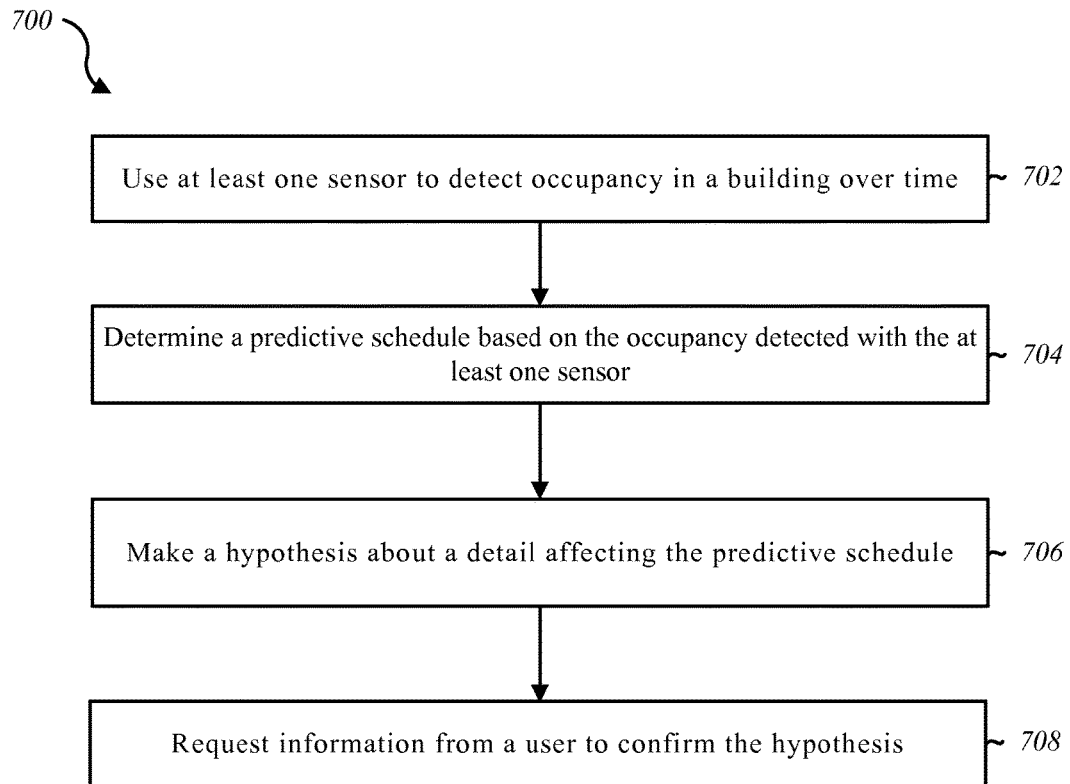 700
Use at least one sensor to detect occupancy in a building over time
702
Determine a predictive schedule based on the occupancy detected with the at
least one sensor
704
Make a hypothesis about a detail affecting the predictive schedule
706
Request information from a user to confirm the hypothesis
708